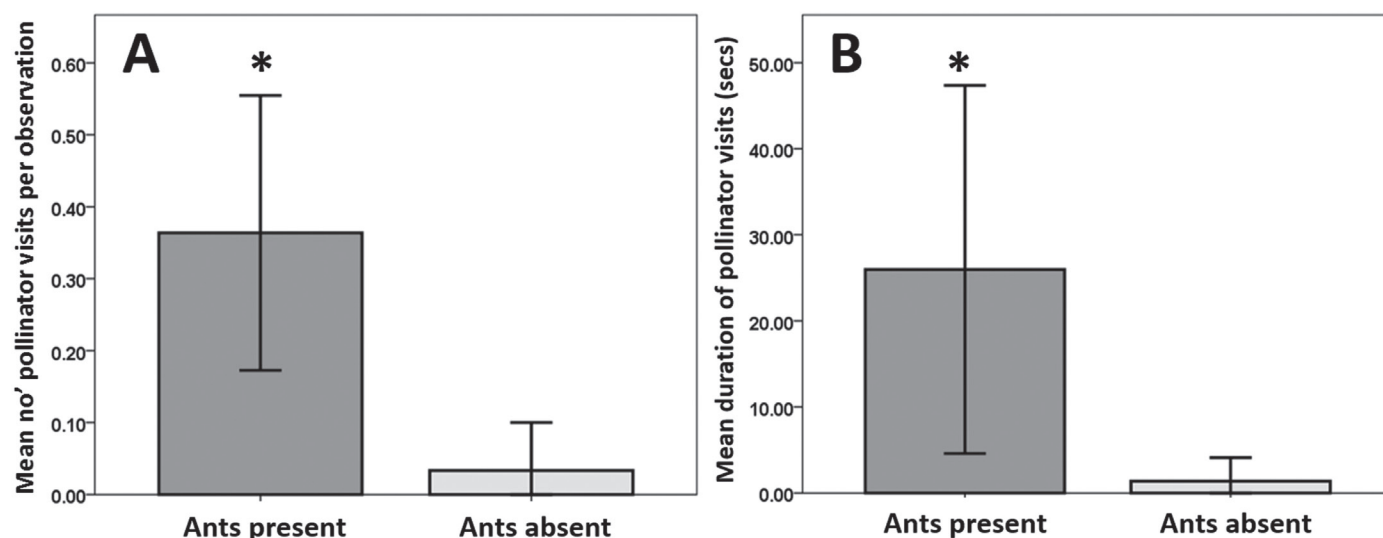 A
*
Mean no' pollinator visits per observation
0.60
0.50
0.40
0.30
0.20
0.10
0.00
Ants present
Ants absent
B
*
Mean duration of pollinator visits (secs)
50.00
40.00
30.00
20.00
10.00
0.00
Ants present
Ants absent